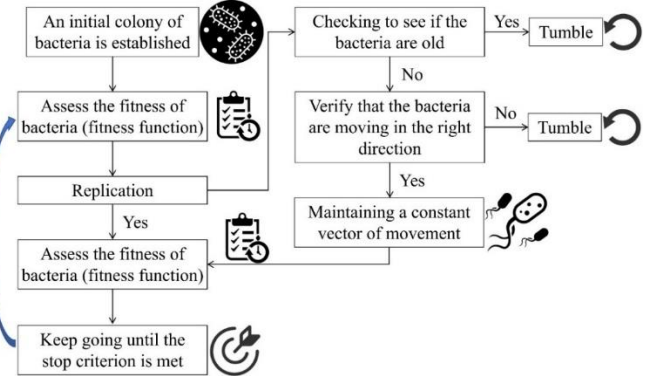 An initial colony of
bacteria is established
Assess the fitness of
bacteria (fitness function)
Replication
Yes
Assess the fitness of
bacteria (fitness function)
Keep going until the
stop criterion is met
Checking to see if the
bacteria are old
Yes
Tumble
No
Verify that the bacteria
are moving in the right
direction
No
Tumble
Yes
Maintaining a constant
vector of movement